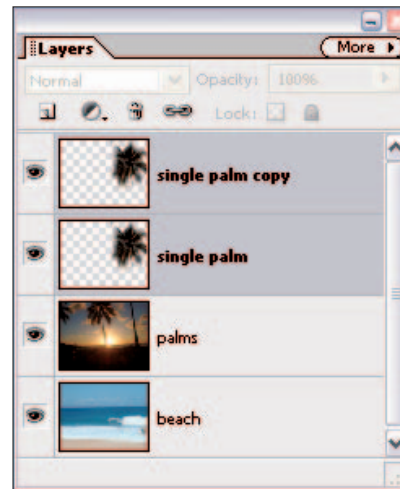 Layers More
Normal Opacity: 100%
Lock:
single palm copy
single palm
palms
beach